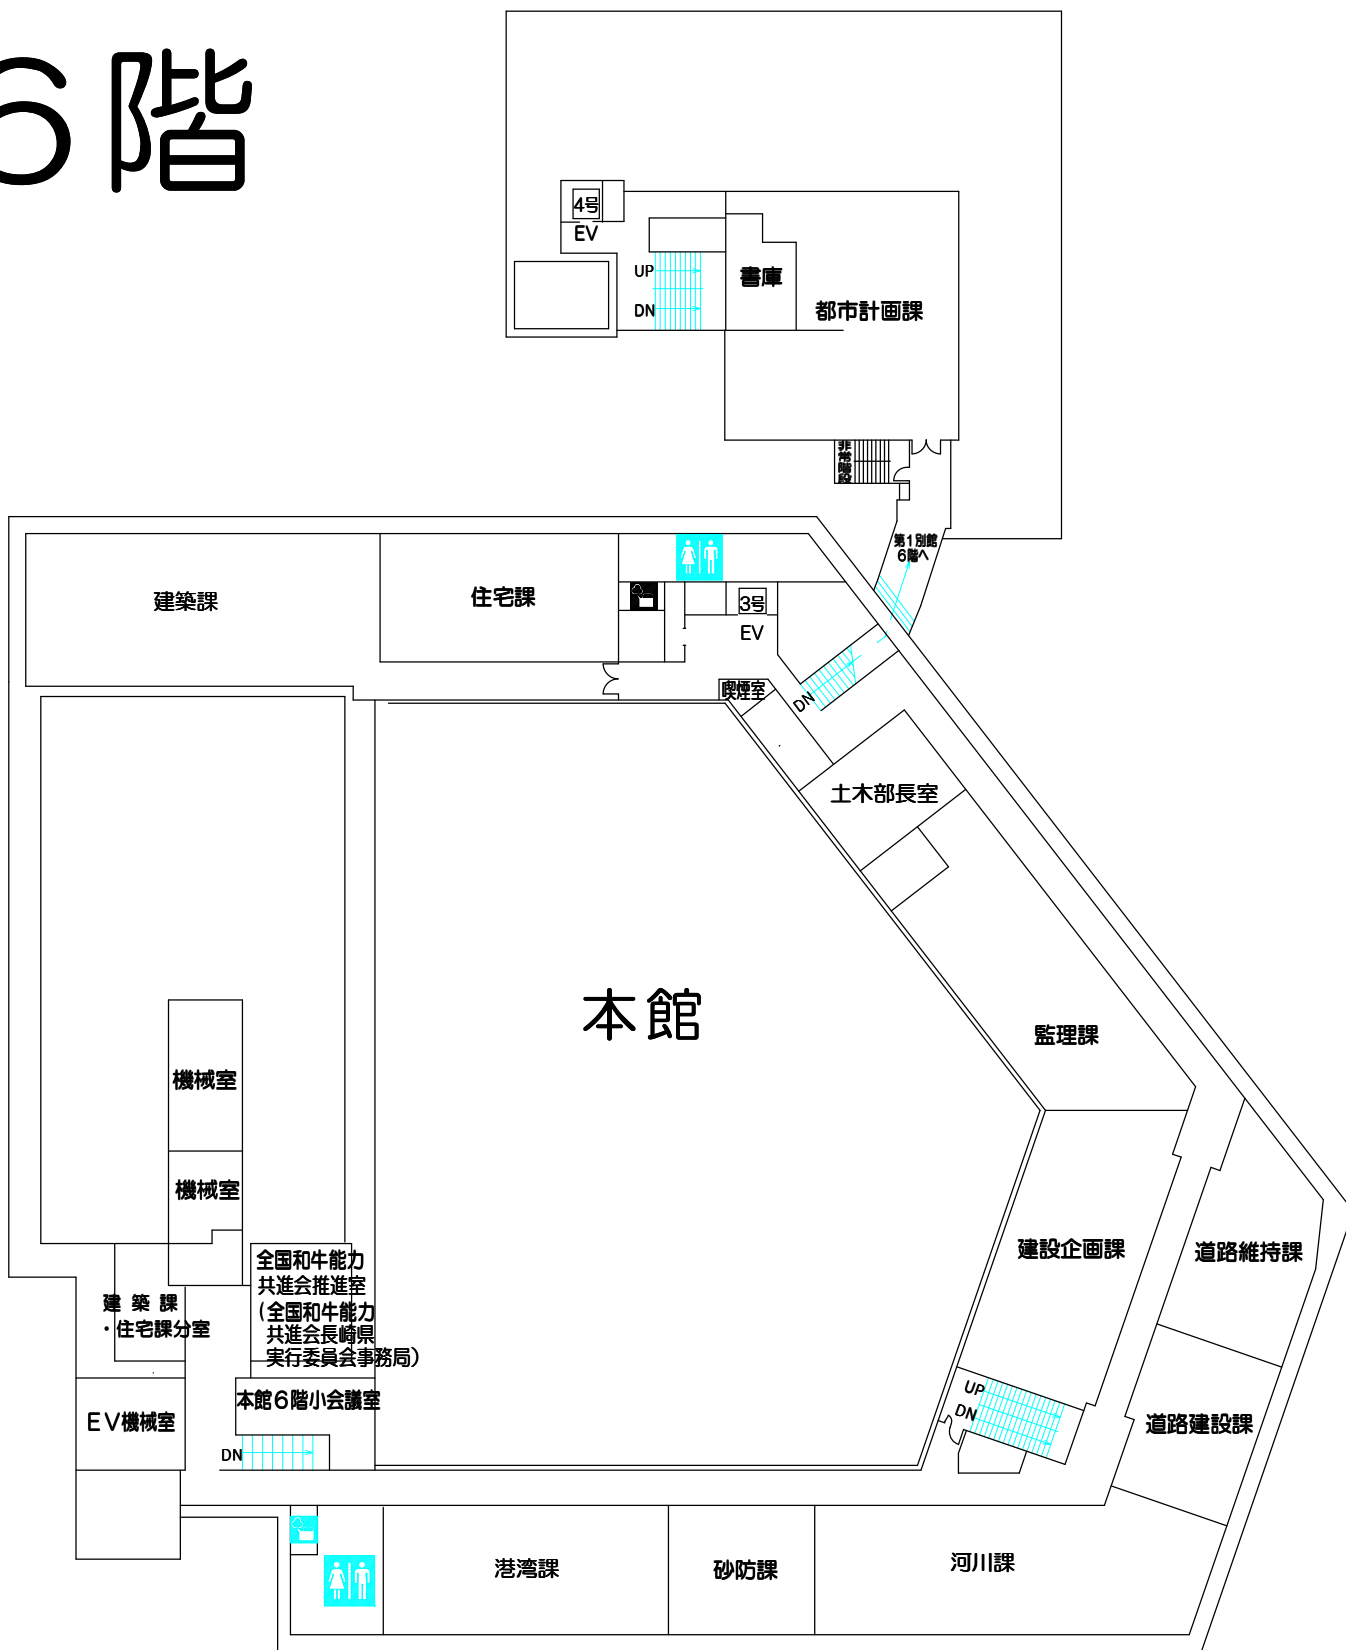 6階
4号
EV
UP
DN
書庫
都市計画課
非常階段
第1別館
6階へ
建築課
住宅課
3号
EV
喫煙室
DN
土木部長室
本館
監理課
機械室
機械室
建設企画課
道路維持課
全国和牛能力
共進会推進室
(全国和牛能力
共進会長崎県
実行委員会事務局)
建築課
・住宅課分室
本館6階小会議室
EV機械室
DN
UP
DN
道路建設課
港湾課
砂防課
河川課